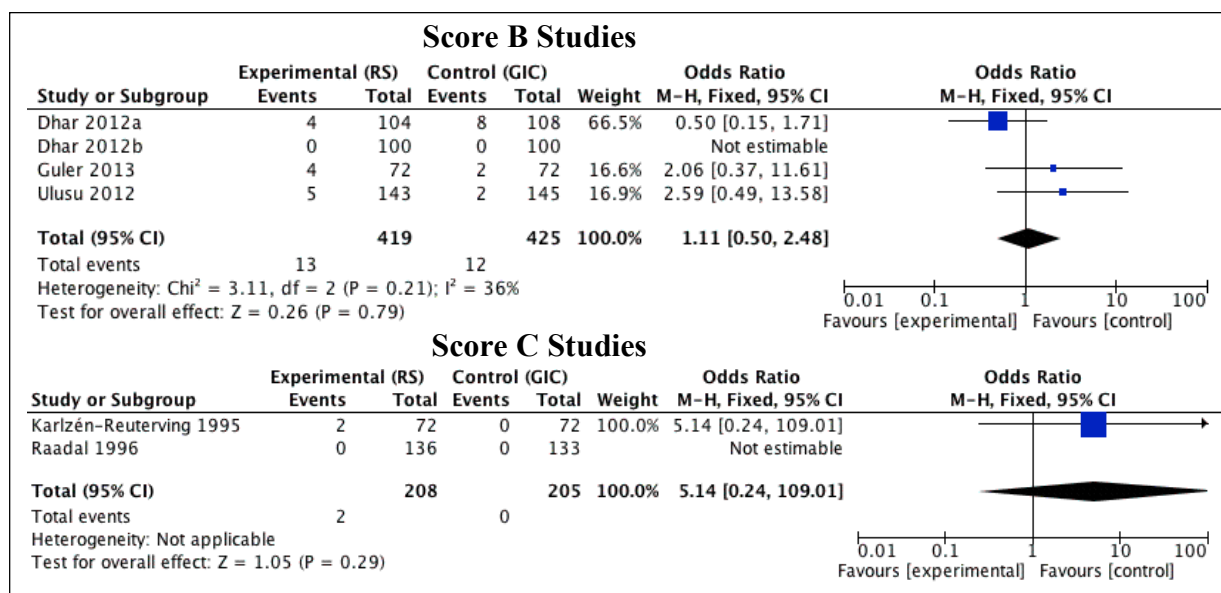 Score B Studies
Experimental (RS) Control (GIC) Odds Ratio Odds Ratio
Study or Subgroup Events Total Events Total Weight M-H, Fixed, 95% CI M-H, Fixed, 95% CI
Dhar 2012a 4 104 8 108 66.5% 0.50 [0.15, 1.71]
Dhar 2012b 0 100 0 100 Not estimable
Guler 2013 4 72 2 72 16.6% 2.06 [0.37, 11.61]
Ulusu 2012 5 143 2 145 16.9% 2.59 [0.49, 13.58]
Total (95% CI) 419 425 100.0% 1.11 [0.50, 2.48]
Total events 13 12
Heterogeneity: Chi² = 3.11, df = 2 (P = 0.21); I² = 36%
Test for overall effect: Z = 0.26 (P = 0.79)
0.01 0.1 1 10 100
Favours [experimental] Favours [control]
Score C Studies
Experimental (RS) Control (GIC) Odds Ratio Odds Ratio
Study or Subgroup Events Total Events Total Weight M-H, Fixed, 95% CI M-H, Fixed, 95% CI
Karlzén-Reuterving 1995 2 72 0 72 100.0% 5.14 [0.24, 109.01]
Raadal 1996 0 136 0 133 Not estimable
Total (95% CI) 208 205 100.0% 5.14 [0.24, 109.01]
Total events 2 0
Heterogeneity: Not applicable
Test for overall effect: Z = 1.05 (P = 0.29)
0.01 0.1 1 10 100
Favours [experimental] Favours [control]